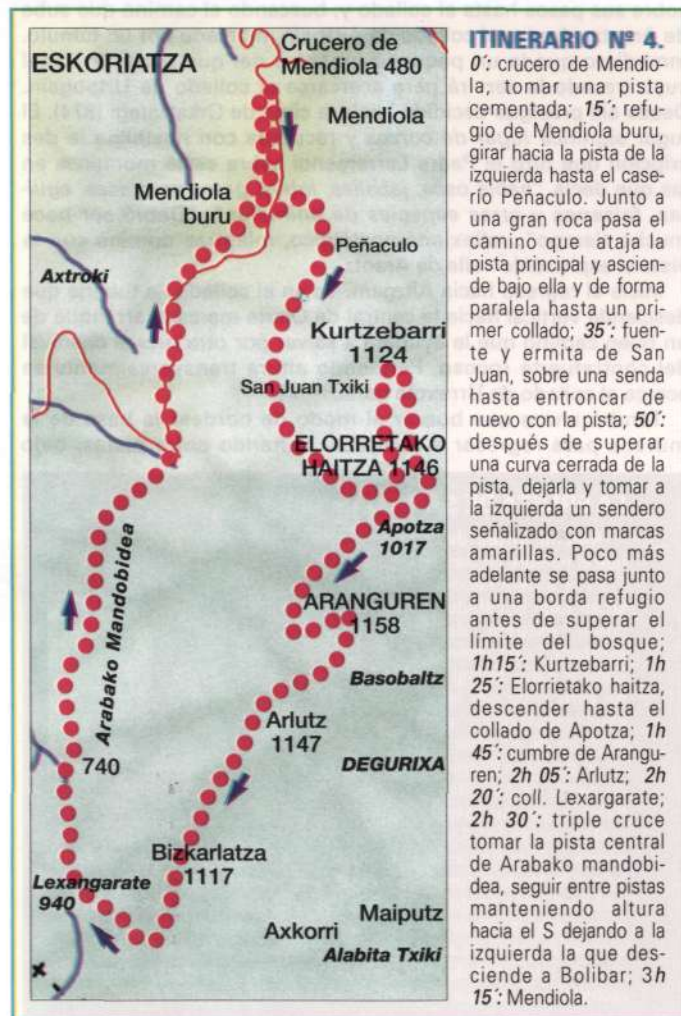 ESKORIATZA
Crucero de
Mendiola 480
Mendiola
Mendiola
buru
Peñaculo
Axtroki
Kurtzebarri
1124
San Juan Txiki
ELORRETAKO
HAITZA 1146
Apotza
1017
ARANGUREN
1158
Arabako Mandobidea
Basobaltz
Arlutz
1147
740
DEGURIXA
Bizkarlatza
1117
Lexangarate
940
Maiputz
Axkorri
Alabita Txiki
ITINERARIO Nº 4.
0´: rucero de Mendio-
la, tomar una pista
cementada; 15´: refu-
gio de Mendiola buru,
girar hacia la pista de la
izquierda hasta el case-
río Peñaculo. Junto a
una gran roca pasa el
camino que ataja la
pista principal y ascien-
de bajo ella y de forma
paralela hasta un pri-
mer collado; 35´: fuen-
te y ermita de San
Juan, sobre una senda
hasta entroncar de
nuevo con la pista; 50´:
después de superar
una curva cerrada de la
pista, dejarla y tomar a
la izquierda un sendero
señalizado con marcas
amarillas. Poco más
adelante se pasa junto
a una borda refugio
antes de superar el
límite del bosque;
1h15´: Kurtzebarri; 1h
25´: Elorrietako haitza,
descender hasta el
collado de Apotza; 1h
45´: cumbre de Arangu-
ren; 2h 05´: Arlutz; 2h
20´: coll. Lexargarate;
2h 30´: triple cruce
tomar la pista central
de Arabako mandobi-
dea, seguir entre pistas
manteniendo altura
hacia el S dejando a la
izquierda la que des-
ciende a Bolibar; 3h
15´: Mendiola.